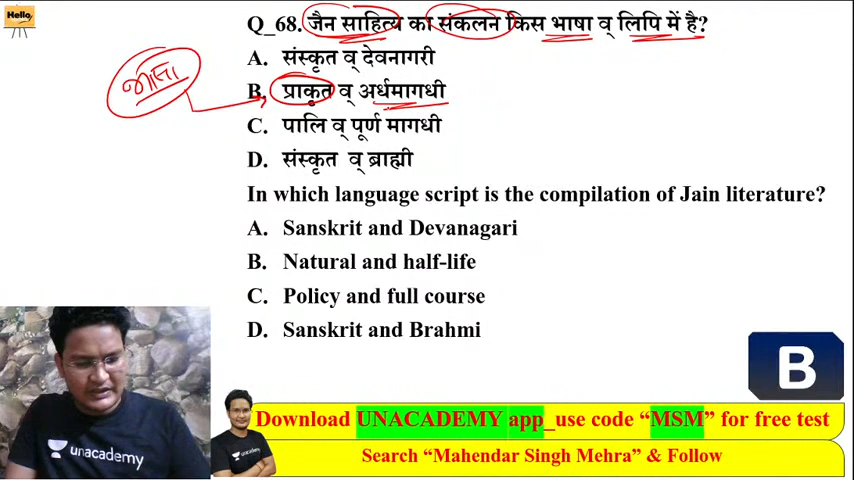 Hello
Q_68. जैन साहित्य का संकलन किस भाषा व् लिपि में है?
A. संस्कृत व् देवनागरी
भाषा
B. प्राकृत व् अर्धमागधी
C. पालि व् पूर्ण मागधी
D. संस्कृत व् ब्राह्मी
In which language script is the compilation of Jain literature?
A. Sanskrit and Devanagari
B. Natural and half-life
C. Policy and full course
D. Sanskrit and Brahmi
B
unacademy
unacademy
Download UNACADEMY app_use code “MSM” for free test
Search “Mahendar Singh Mehra” & Follow